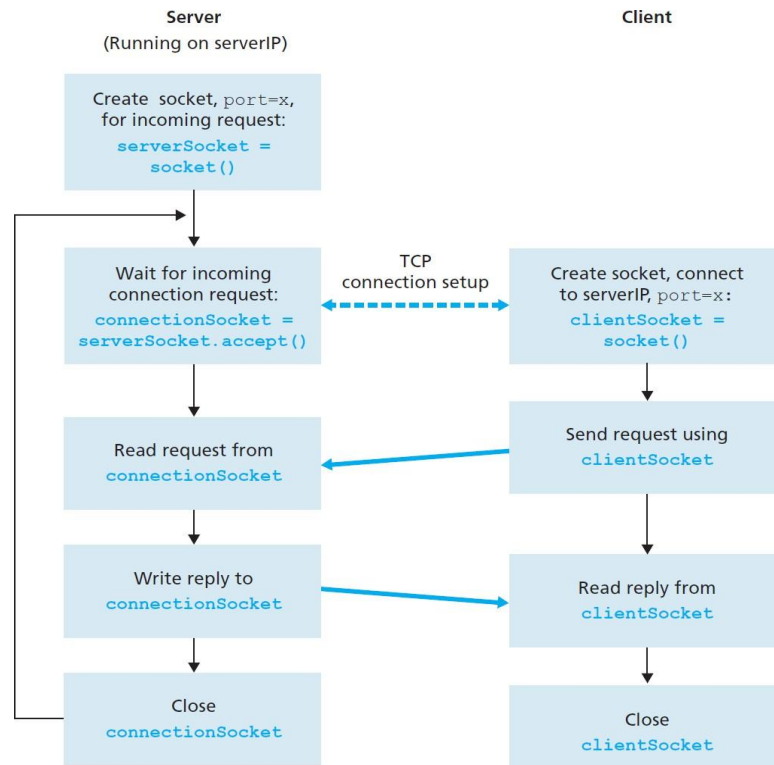 Server
(Running on serverIP)
Create socket, port=x,
for incoming request:
serverSocket =
socket()
Wait for incoming
connection request:
connectionSocket =
serverSocket.accept()
Read request from
connectionSocket
Write reply to
connectionSocket
Close
connectionSocket
TCP
connection setup
Client
Create socket, connect
to serverIP, port=x:
clientSocket =
socket()
Send request using
clientSocket
Read reply from
clientSocket
Close
clientSocket